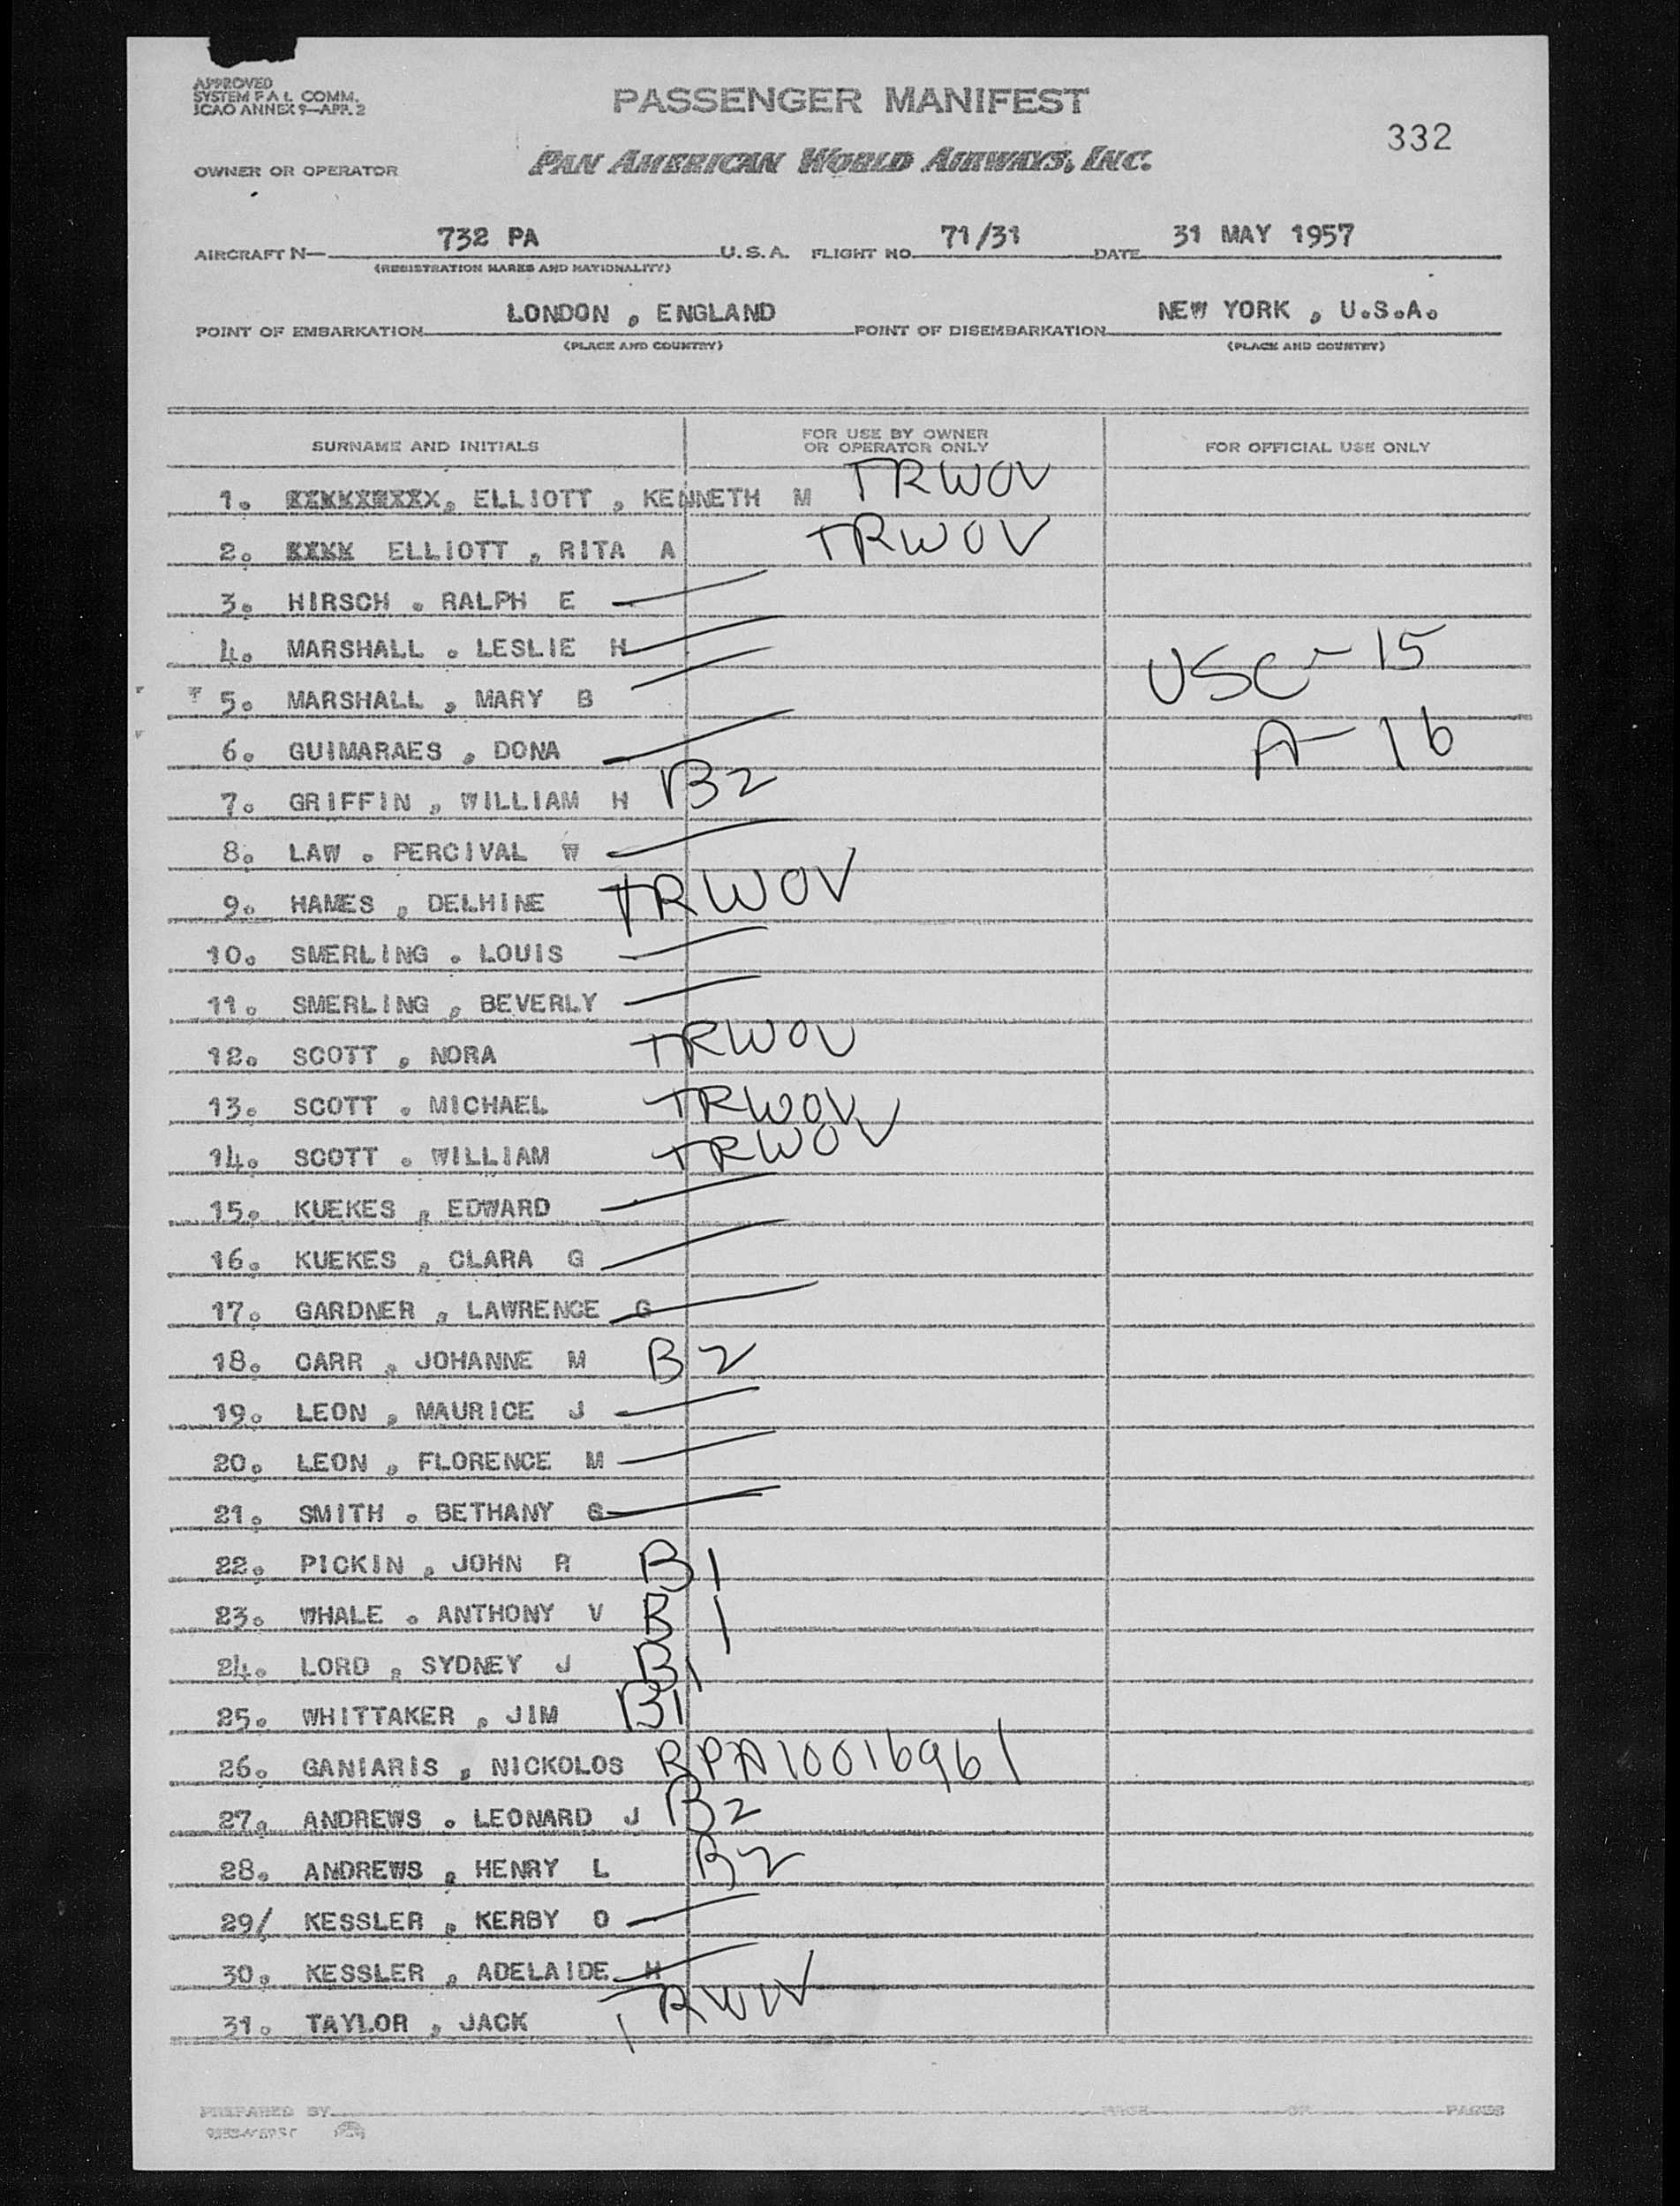 APPROVED
SYSTEM F A L COMM.
ICAO ANNEX 9—APP. 2
PASSENGER MANIFEST
332
OWNER OR OPERATOR PAN AMERICAN WORLD AIRWAYS, INC.
AIRCRAFT N— 732 PA U.S.A. FLIGHT NO. 71/31 DATE 31 MAY 1957
(REGISTRATION MARKS AND NATIONALITY)
POINT OF EMBARKATION LONDON , ENGLAND POINT OF DISEMBARKATION NEW YORK , U.S.A.
(PLACE AND COUNTRY) (PLACE AND COUNTRY)
SURNAME AND INITIALS FOR USE BY OWNER OR OPERATOR ONLY FOR OFFICIAL USE ONLY
1. ELLIOTT , KENNETH M TRWOV
2. ELLIOTT , RITA A TRWOV
3. HIRSCH . RALPH E
4. MARSHALL . LESLIE H USC - 15
5. MARSHALL , MARY B
6. GUIMARAES , DONA A - 16
7. GRIFFIN , WILLIAM H B2
8. LAW . PERCIVAL W
9. HAMES , DELHINE TRWOV
10. SMERLING . LOUIS
11. SMERLING , BEVERLY
12. SCOTT , NORA TRWOV
13. SCOTT . MICHAEL TRWOV
14. SCOTT . WILLIAM TRWOV
15. KUEKES , EDWARD
16. KUEKES , CLARA G
17. GARDNER , LAWRENCE G
18. CARR , JOHANNE M B2
19. LEON , MAURICE J
20. LEON , FLORENCE M
21. SMITH . BETHANY S
22. PICKIN , JOHN R B1
23. WHALE . ANTHONY V B1
24. LORD , SYDNEY J B1
25. WHITTAKER , JIM B1
26. GANIARIS , NICKOLOS RPA10016961
27. ANDREWS . LEONARD J B2
28. ANDREWS , HENRY L B2
29/ KESSLER , KERBY O
30. KESSLER , ADELAIDE H
31. TAYLOR , JACK TRWOV
PREPARED BY PAGE OF PAGES